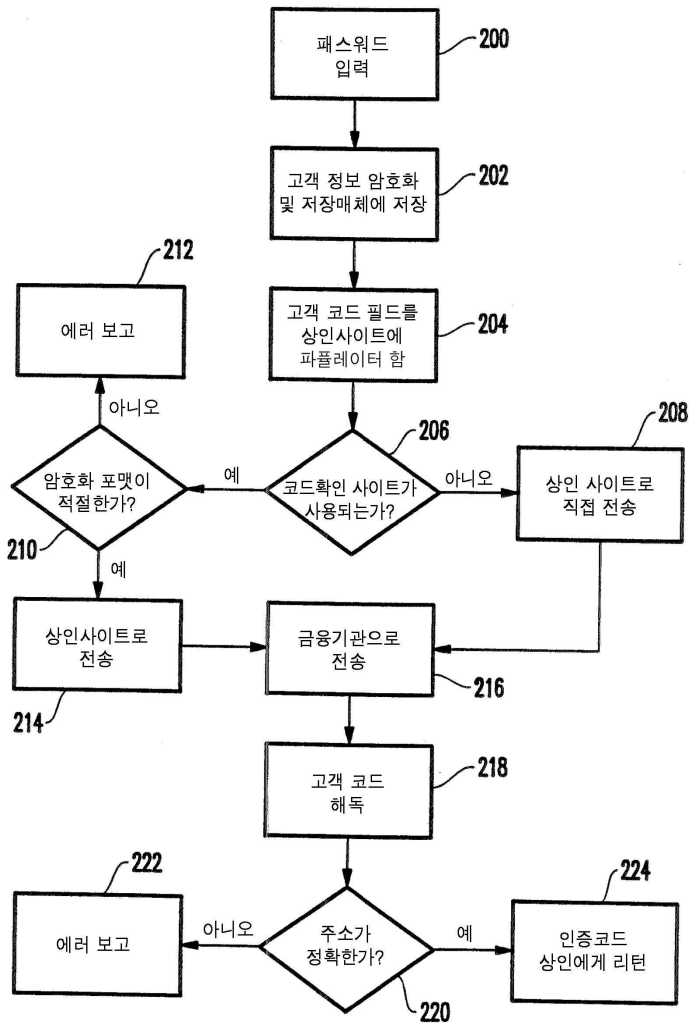 패스워드
입력
200
고객 정보 암호화
및 저장매체에 저장
202
212
에러 보고
고객 코드 필드를
상인사이트에
파퓰레이터 함
204
아니오
206
208
암호화 포맷이
적절한가?
210
예
코드확인 사이트가
사용되는가?
아니오
상인 사이트로
직접 전송
예
상인사이트로
전송
214
금융기관으로
전송
216
고객 코드
해독
218
222
에러 보고
아니오
주소가
정확한가?
220
예
224
인증코드
상인에게 리턴